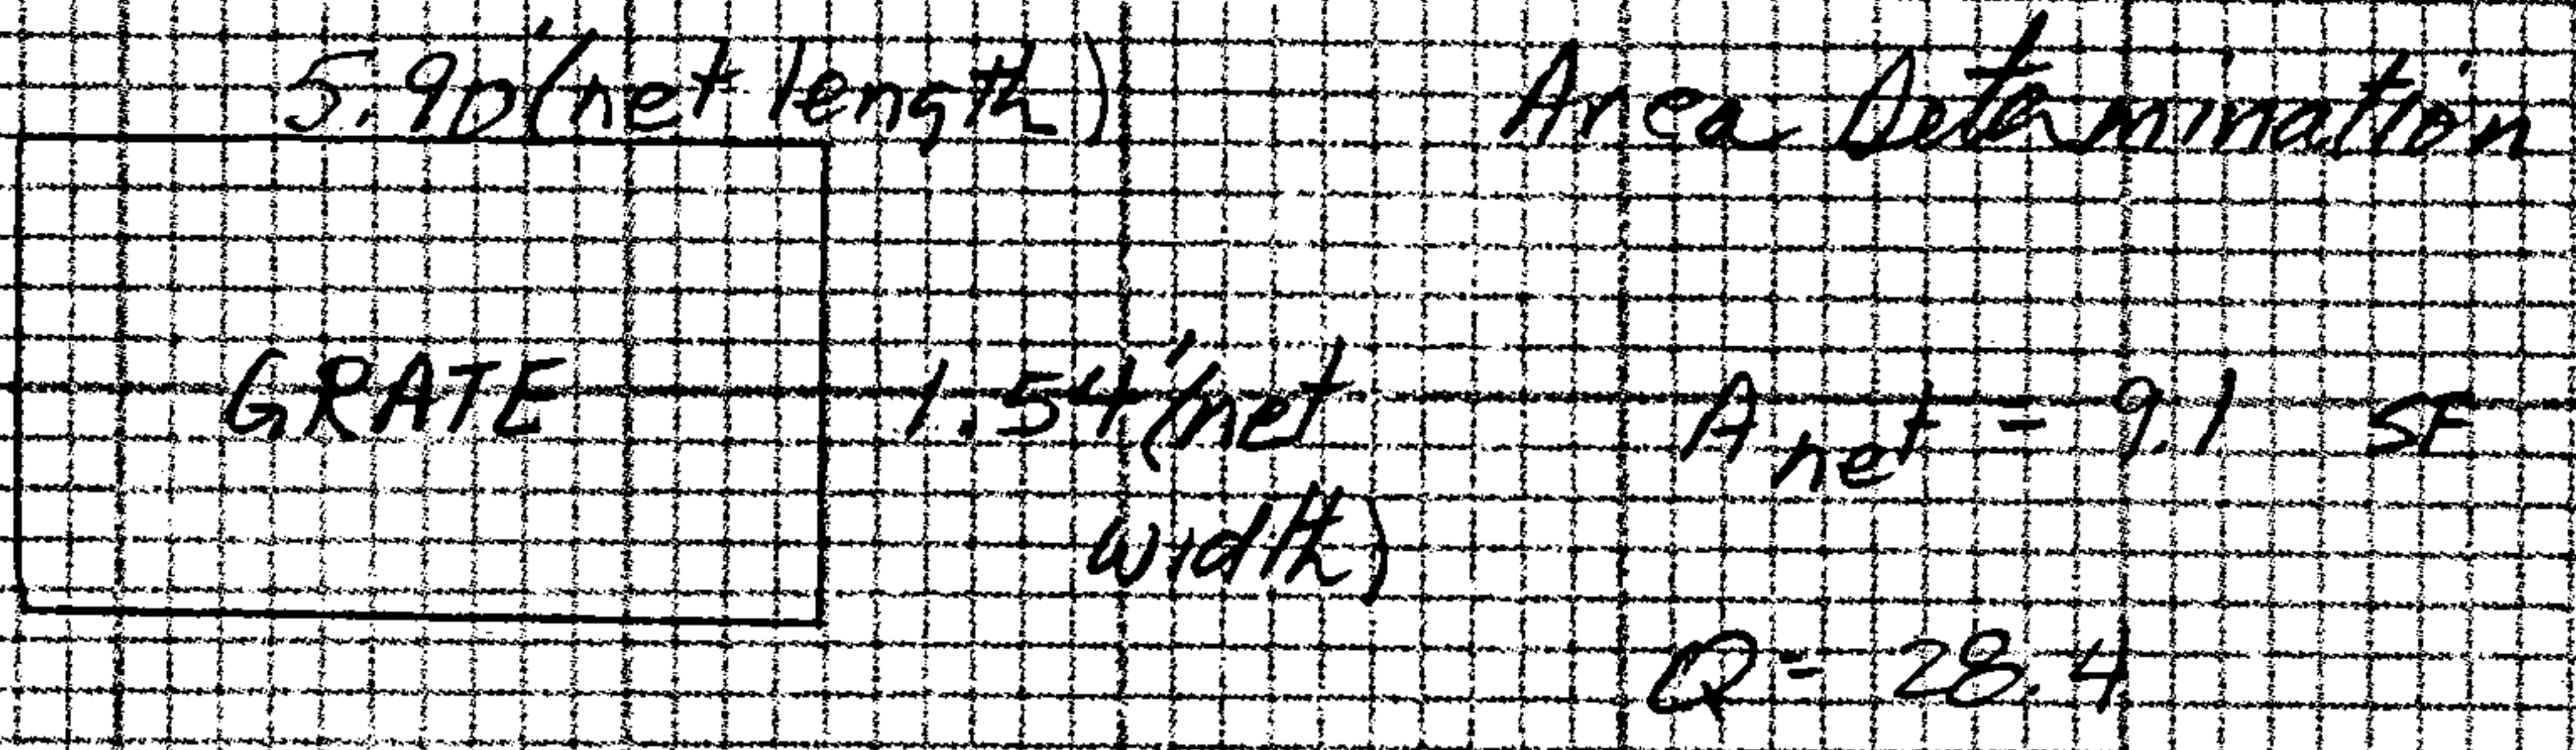 5.90'(net length)
Area Determination
GRATE
1.54'(net
width)
A net = 9.1 SF
Q = 28.4